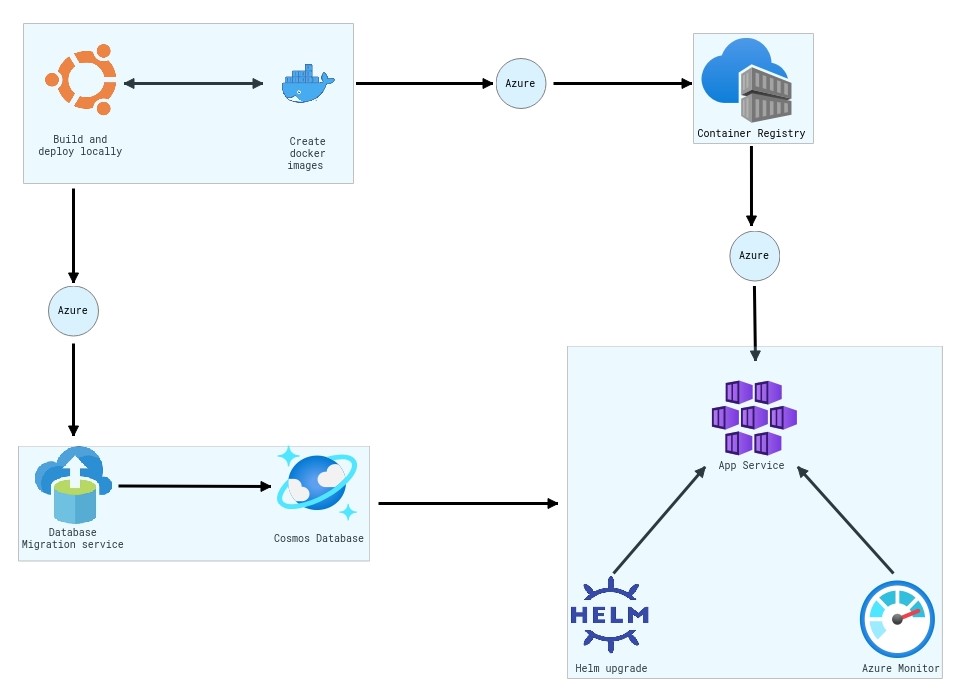 Build and
deploy locally
Create
docker
images
Azure
Container Registry
Azure
Azure
App Service
Database
Migration service
Cosmos Database
HELM
Helm upgrade
Azure Monitor